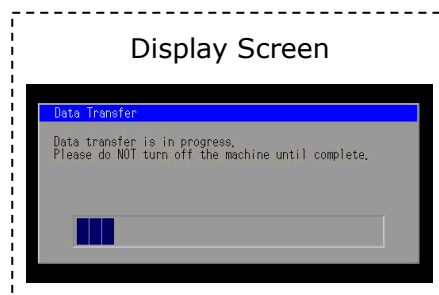 Display Screen
Data Transfer
Data transfer is in progress.
Please do NOT turn off the machine until complete.